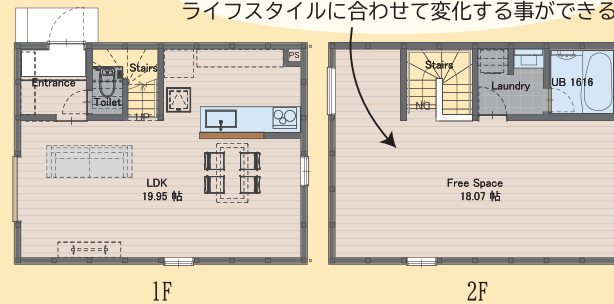 ライフスタイルに合わせて変化する事ができる
PS
Stairs
Entrance
Toilet
UP
LDK
19.95 帖
1F
Stairs
DN
Laundry
UB 1616
Free Space
18.07 帖
2F